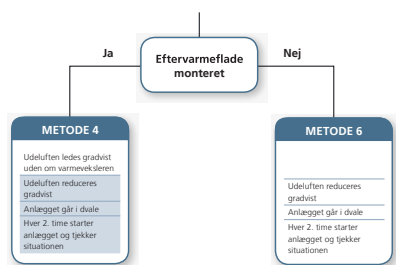 Ja
Eftervarmeflade
monteret
Nej
METODE 4
Udeluften ledes gradvist
uden om varmeveksleren
Udeluften reduceres
gradvist
Anlægget går i dvale
Hver 2. time starter
anlægget og tjekker
situationen
METODE 6
Udeluften reduceres
gradvist
Anlægget går i dvale
Hver 2. time starter
anlægget og tjekker
situationen